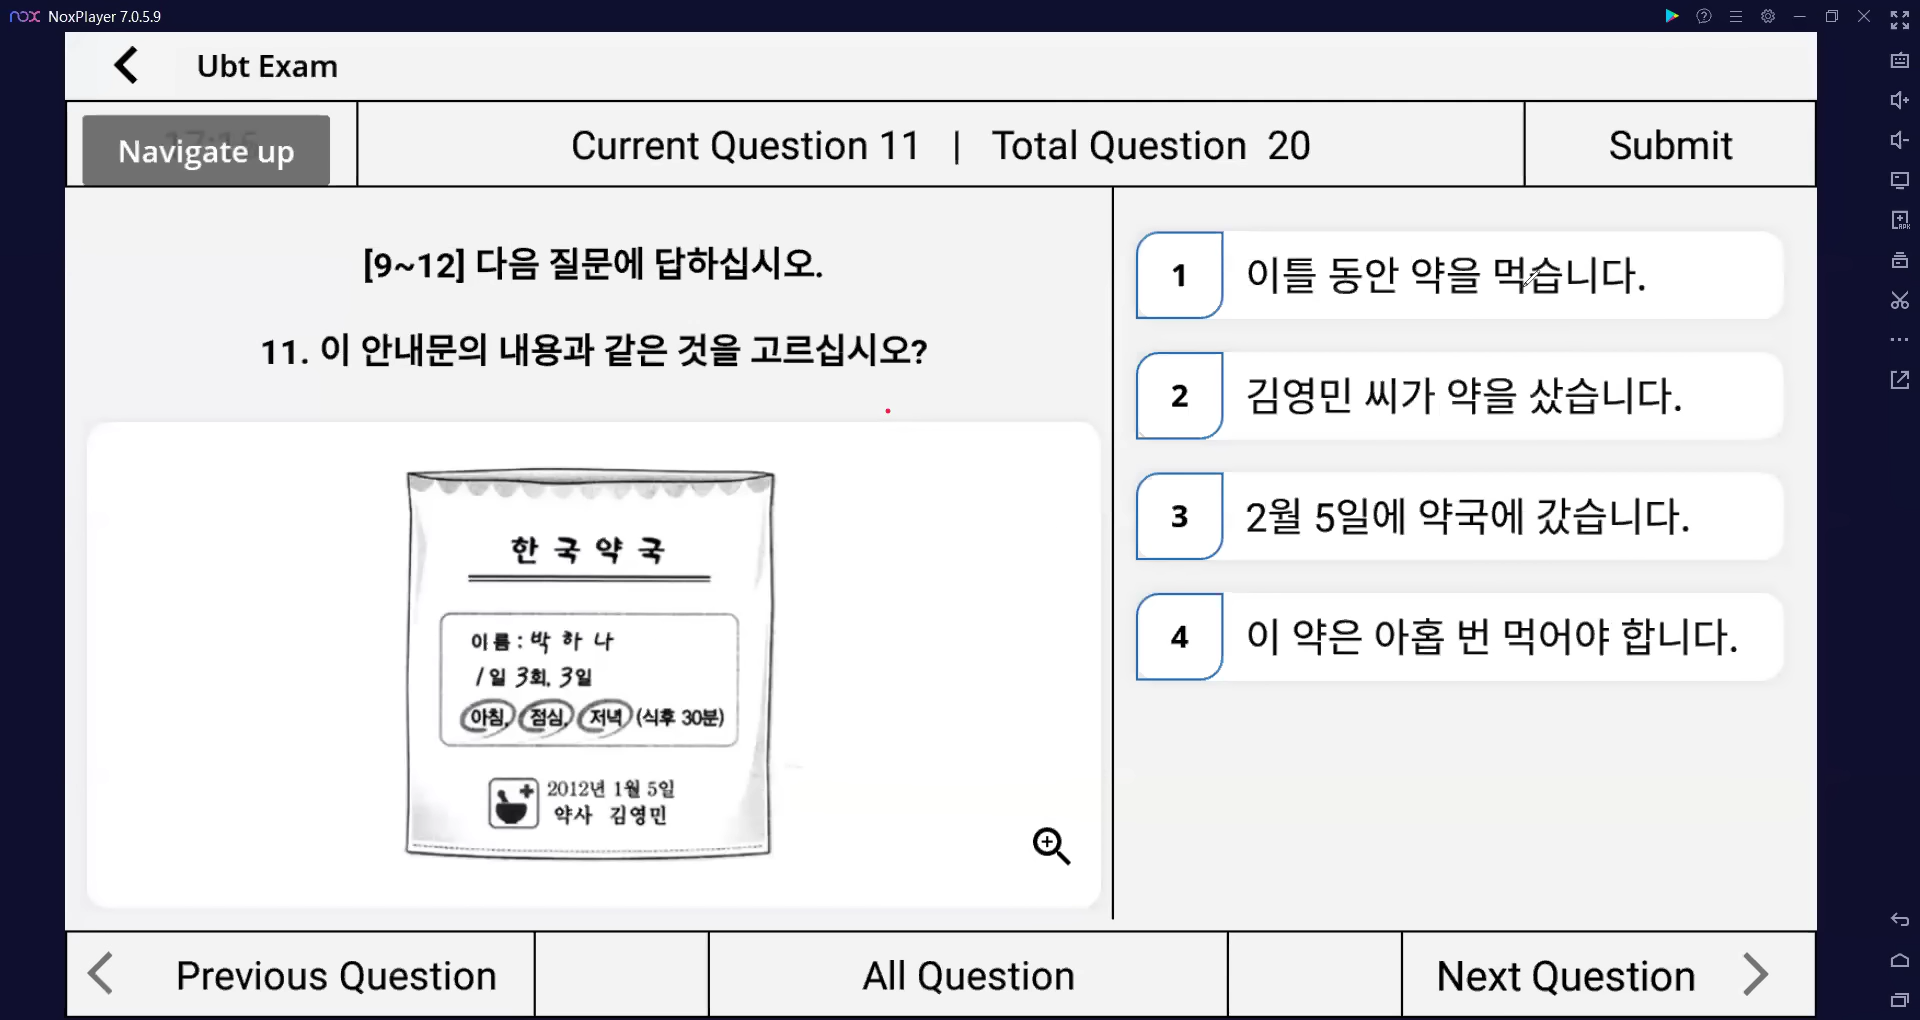 nox NoxPlayer 7.0.5.9
Ubt Exam
Navigate up
Current Question 11 | Total Question 20
Submit
[9~12] 다음 질문에 답하십시오.
11. 이 안내문의 내용과 같은 것을 고르십시오?
한국약국
이름 : 박하나
1일 3회, 3일
아침, 점심, 저녁 (식후 30분)
2012년 1월 5일
약사 김영민
1 이틀 동안 약을 먹습니다.
2 김영민 씨가 약을 샀습니다.
3 2월 5일에 약국에 갔습니다.
4 이 약은 아홉 번 먹어야 합니다.
Previous Question
All Question
Next Question